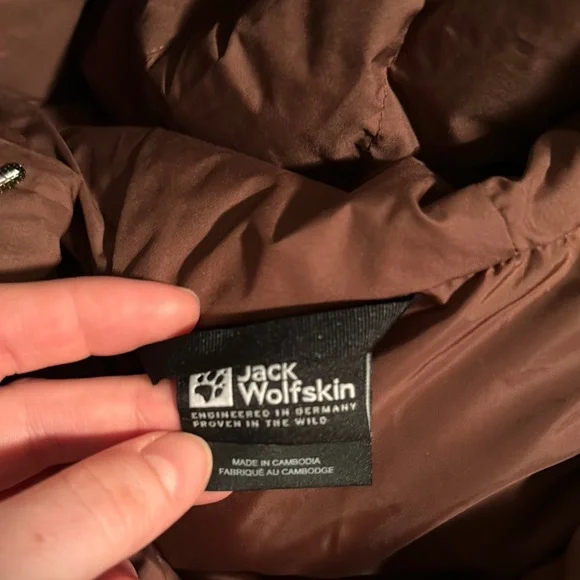 Jack
Wolfskin
ENGINEERED IN GERMANY
PROVEN IN THE WILD
MADE IN CAMBODIA
FABRIQUÉ AU CAMBODGE